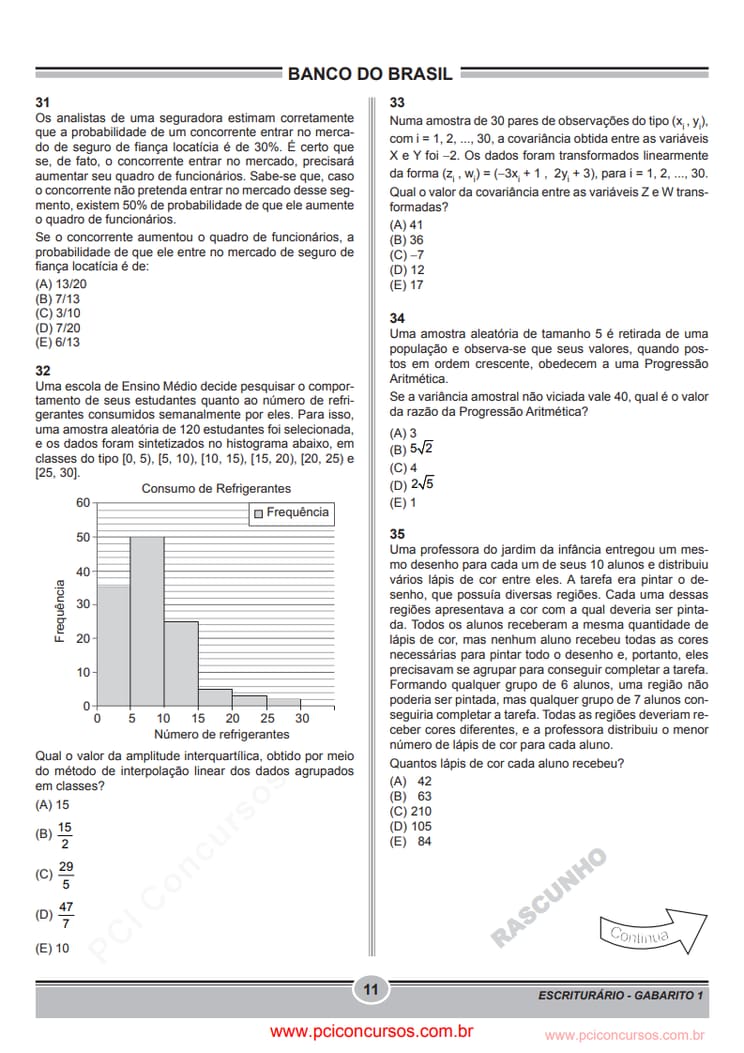 BANCO DO BRASIL
31
Os analistas de uma seguradora estimam corretamente
que a probabilidade de um concorrente entrar no merca-
do de seguro de fiança locatícia é de 30%. É certo que
se, de fato, o concorrente entrar no mercado, precisará
aumentar seu quadro de funcionários. Sabe-se que, caso
o concorrente não pretenda entrar no mercado desse seg-
mento, existem 50% de probabilidade de que ele aumente
o quadro de funcionários.
Se o concorrente aumentou o quadro de funcionários, a
probabilidade de que ele entre no mercado de seguro de
fiança locatícia é de:
(A) 13/20
(B) 7/13
(C) 3/10
(D) 7/20
(E) 6/13
32
Uma escola de Ensino Médio decide pesquisar o compor-
tamento de seus estudantes quanto ao número de refri-
gerantes consumidos semanalmente por eles. Para isso,
uma amostra aleatória de 120 estudantes foi selecionada,
e os dados foram sintetizados no histograma abaixo, em
classes do tipo [0, 5), [5, 10), [10, 15), [15, 20), [20, 25) e
[25, 30].
Consumo de Refrigerantes
Frequência
60
50
40
30
20
10
0
Frequência
0 5 10 15 20 25 30
Número de refrigerantes
Qual o valor da amplitude interquartílica, obtido por meio
do método de interpolação linear dos dados agrupados
em classes?
(A) 15
(B) 15/2
(C) 29/5
(D) 47/7
(E) 10
33
Numa amostra de 30 pares de observações do tipo (xᵢ , yᵢ),
com i = 1, 2, ..., 30, a covariância obtida entre as variáveis
X e Y foi −2. Os dados foram transformados linearmente
da forma (zᵢ , wᵢ) = (−3xᵢ + 1 , 2yᵢ + 3), para i = 1, 2, ..., 30.
Qual o valor da covariância entre as variáveis Z e W trans-
formadas?
(A) 41
(B) 36
(C) −7
(D) 12
(E) 17
34
Uma amostra aleatória de tamanho 5 é retirada de uma
população e observa-se que seus valores, quando pos-
tos em ordem crescente, obedecem a uma Progressão
Aritmética.
Se a variância amostral não viciada vale 40, qual é o valor
da razão da Progressão Aritmética?
(A) 3
(B) 5√2
(C) 4
(D) 2√5
(E) 1
35
Uma professora do jardim da infância entregou um mes-
mo desenho para cada um de seus 10 alunos e distribuiu
vários lápis de cor entre eles. A tarefa era pintar o de-
senho, que possuía diversas regiões. Cada uma dessas
regiões apresentava a cor com a qual deveria ser pinta-
da. Todos os alunos receberam a mesma quantidade de
lápis de cor, mas nenhum aluno recebeu todas as cores
necessárias para pintar todo o desenho e, portanto, eles
precisavam se agrupar para conseguir completar a tarefa.
Formando qualquer grupo de 6 alunos, uma região não
poderia ser pintada, mas qualquer grupo de 7 alunos con-
seguiria completar a tarefa. Todas as regiões deveriam re-
ceber cores diferentes, e a professora distribuiu o menor
número de lápis de cor para cada aluno.
Quantos lápis de cor cada aluno recebeu?
(A) 42
(B) 63
(C) 210
(D) 105
(E) 84
RASCUNHO
Continua
PCI Concursos
11
ESCRITURÁRIO - GABARITO 1
www.pciconcursos.com.br
www.pciconcursos.com.br